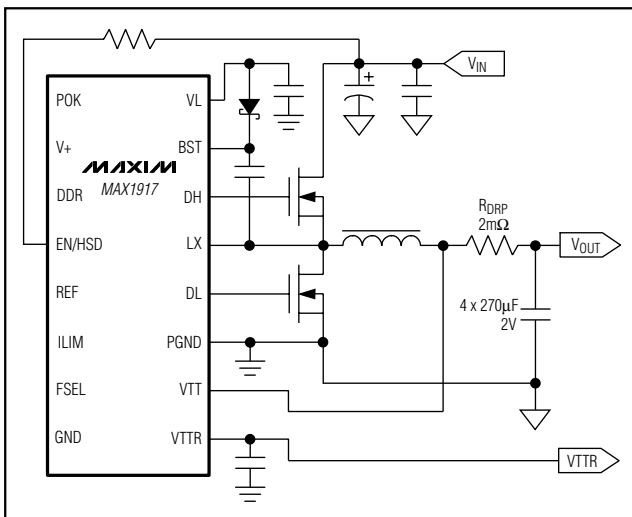 POK
VL
V+
BST
MAXIM
MAX1917
DDR
DH
EN/HSD
LX
REF
DL
ILIM
PGND
FSEL
VTT
GND
VTTR
+
VIN
RDRP
2mΩ
VOUT
4 x 270µF
2V
VTTR